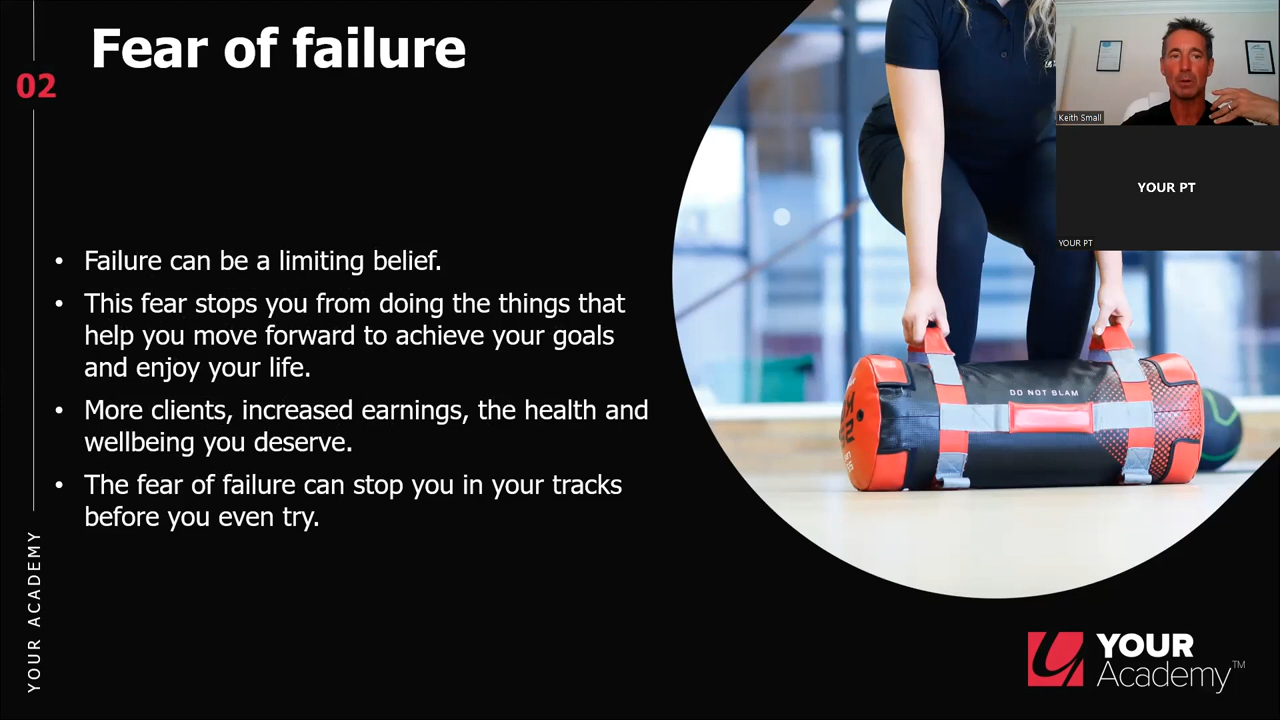 Fear of failure
02
• Failure can be a limiting belief.
• This fear stops you from doing the things that
help you move forward to achieve your goals
and enjoy your life.
• More clients, increased earnings, the health and
wellbeing you deserve.
• The fear of failure can stop you in your tracks
before you even try.
YOUR ACADEMY
Keith Small
YOUR PT
YOUR PT
DO NOT SLAM
YOUR
Academy™